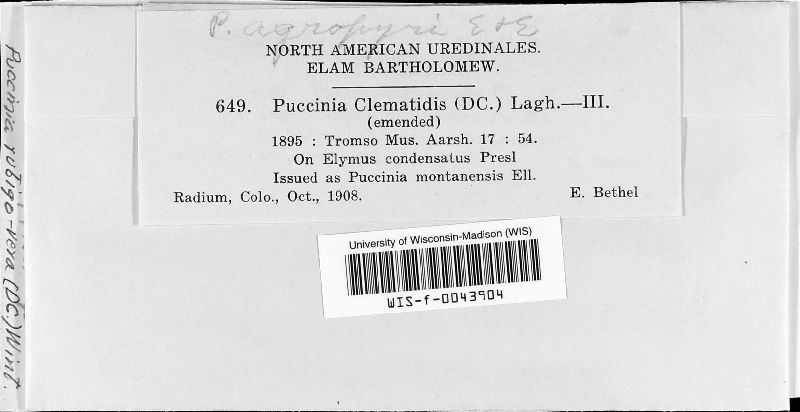 P. agropyri E & E
NORTH AMERICAN UREDINALES.
ELAM BARTHOLOMEW.
649. Puccinia Clematidis (DC.) Lagh.—III.
(emended)
1895 : Tromso Mus. Aarsh. 17 : 54.
On Elymus condensatus Presl
Issued as Puccinia montanensis Ell.
Radium, Colo., Oct., 1908. E. Bethel
University of Wisconsin-Madison (WIS)
WIS-f-0043904
Puccinia rubigo-vera (DC.) Wint.